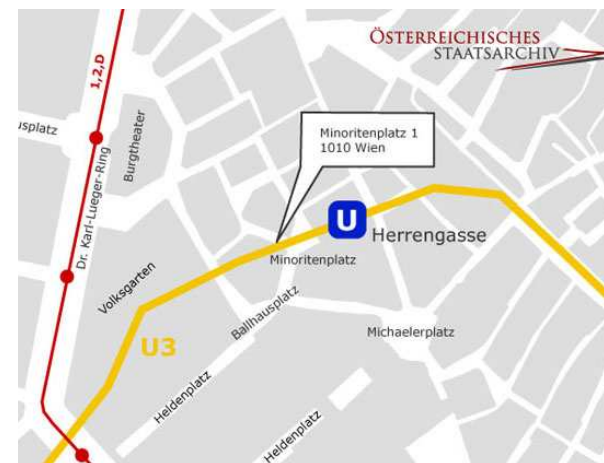 ÖSTERREICHISCHES
STAATSARCHIV
1,2,D
usplatz
Burgtheater
Dr. Karl-Lueger-Ring
Minoritenplatz 1
1010 Wien
U
Herrengasse
Minoritenplatz
Volksgarten
Ballhausplatz
Michaelerplatz
U3
Heldenplatz
Heldenplatz